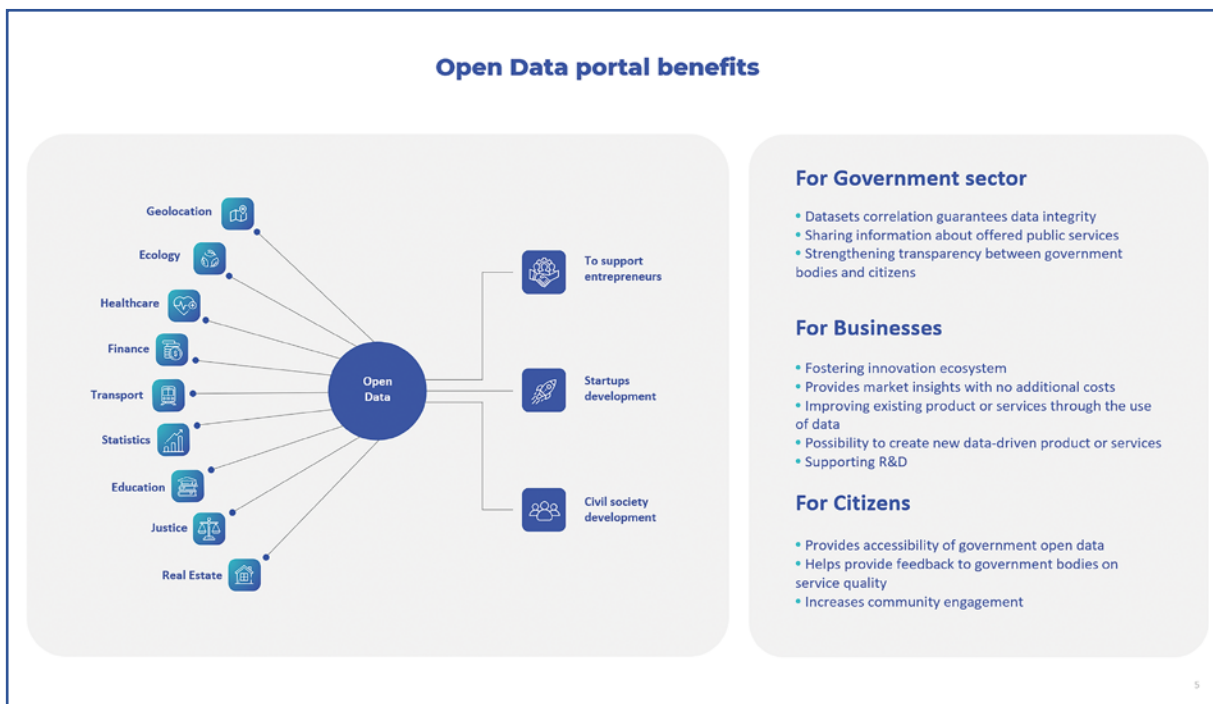 Open Data portal benefits
Geolocation
Ecology
Healthcare
Finance
Transport
Statistics
Education
Justice
Real Estate
Open
Data
To support
entrepreneurs
Startups
development
Civil society
development
For Government sector
• Datasets correlation guarantees data integrity
• Sharing information about offered public services
• Strengthening transparency between government
bodies and citizens
For Businesses
• Fostering innovation ecosystem
• Provides market insights with no additional costs
• Improving existing product or services through the use
of data
• Possibility to create new data-driven product or services
• Supporting R&D
For Citizens
• Provides accessibility of government open data
• Helps provide feedback to government bodies on
service quality
• Increases community engagement
5